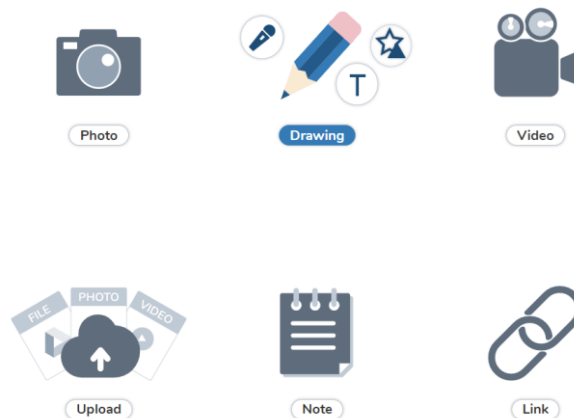 T
Photo
Drawing
Video
FILE
PHOTO
VIDEO
Upload
Note
Link